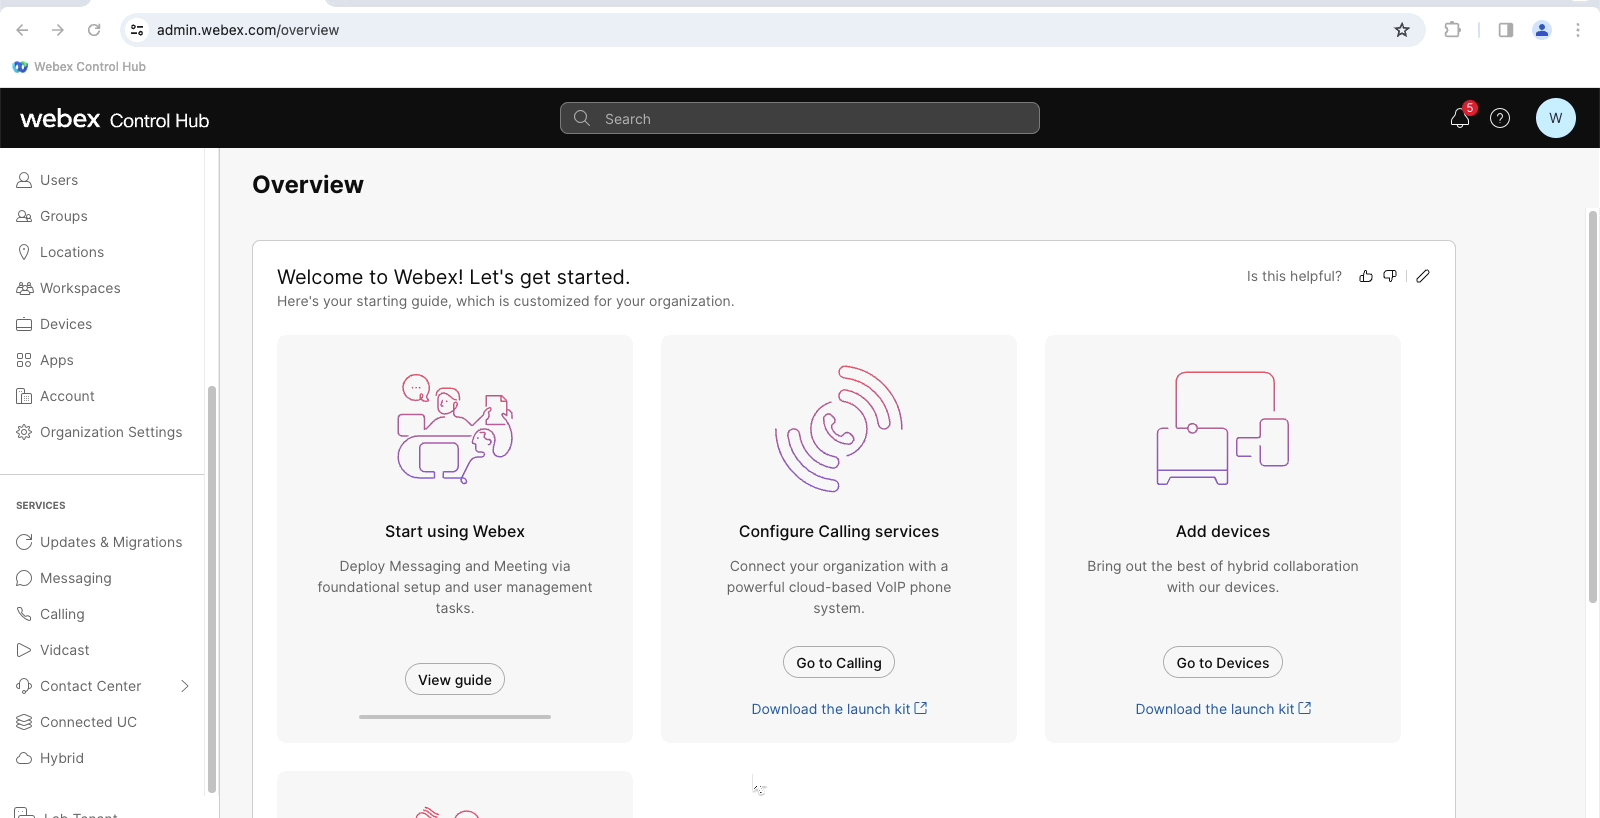 admin.webex.com/overview
Webex Control Hub
webex Control Hub
Search
5
W
Users
Groups
Locations
Workspaces
Devices
Apps
Account
Organization Settings
SERVICES
Updates & Migrations
Messaging
Calling
Vidcast
Contact Center
Connected UC
Hybrid
Lab Tenant
Overview
Welcome to Webex! Let's get started.
Is this helpful?
Here's your starting guide, which is customized for your organization.
Start using Webex
Deploy Messaging and Meeting via
foundational setup and user management
tasks.
View guide
Configure Calling services
Connect your organization with a
powerful cloud-based VoIP phone
system.
Go to Calling
Download the launch kit
Add devices
Bring out the best of hybrid collaboration
with our devices.
Go to Devices
Download the launch kit